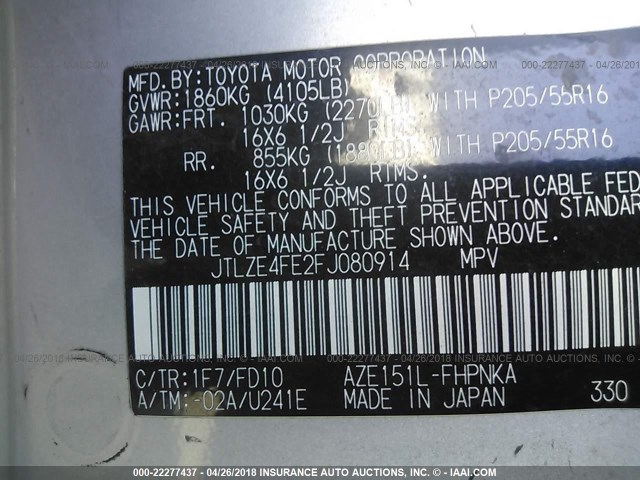 MFD.BY:TOYOTA MOTOR CORPORATION
GVWR:1860KG (4105LB)
GAWR:FRT. 1030KG (2270LB) WITH P205/55R16
16X6 1/2J RIMS.
RR. 855KG WITH P205/55R16
16X6 1/2J RIMS.
THIS VEHICLE CONFORMS TO ALL APPLICABLE FED
VEHICLE SAFETY AND THEFT PREVENTION STANDAR
THE DATE OF MANUFACTURE SHOWN ABOVE.
JTLZE4FE2FJ080914 MPV
C/TR:1F7/FD10 AZE151L-FHPNKA
A/TM:-02A/U241E MADE IN JAPAN 330
000-22277437 - 04/26/2018 INSURANCE AUTO AUCTIONS, INC. - © IAAI.COM